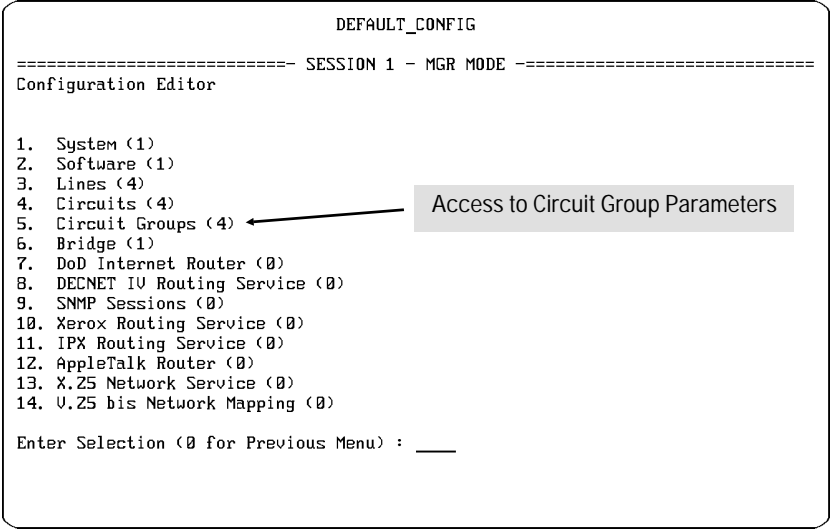 DEFAULT_CONFIG
===========================- SESSION 1 - MGR MODE -=============================
Configuration Editor
1. System (1)
2. Software (1)
3. Lines (4)
4. Circuits (4)
5. Circuit Groups (4)
Access to Circuit Group Parameters
6. Bridge (1)
7. DoD Internet Router (0)
8. DECNET IV Routing Service (0)
9. SNMP Sessions (0)
10. Xerox Routing Service (0)
11. IPX Routing Service (0)
12. AppleTalk Router (0)
13. X.25 Network Service (0)
14. V.25 bis Network Mapping (0)
Enter Selection (0 for Previous Menu) : ____